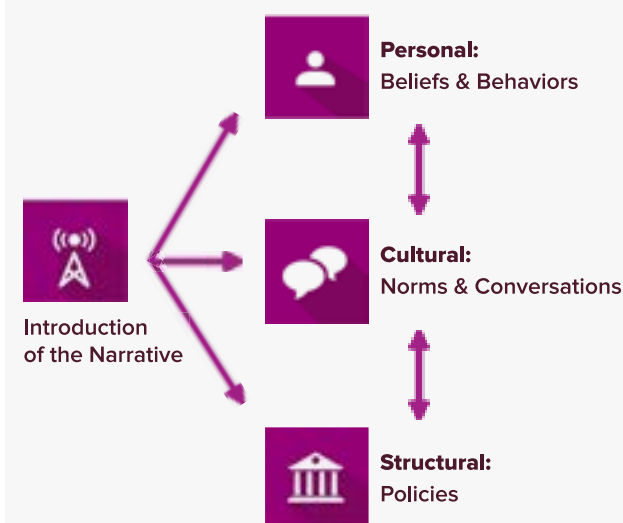 Personal:
Beliefs & Behaviors
Cultural:
Norms & Conversations
Introduction
of the Narrative
Structural:
Policies